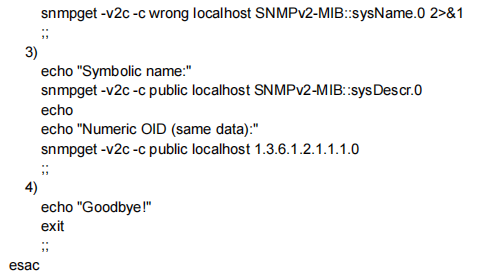 snmpget -v2c -c wrong localhost SNMPv2-MIB::sysName.0 2>&1
;;
3)
echo "Symbolic name:"
snmpget -v2c -c public localhost SNMPv2-MIB::sysDescr.0
echo
echo "Numeric OID (same data):"
snmpget -v2c -c public localhost 1.3.6.1.2.1.1.1.0
;;
4)
echo "Goodbye!"
exit
;;
esac